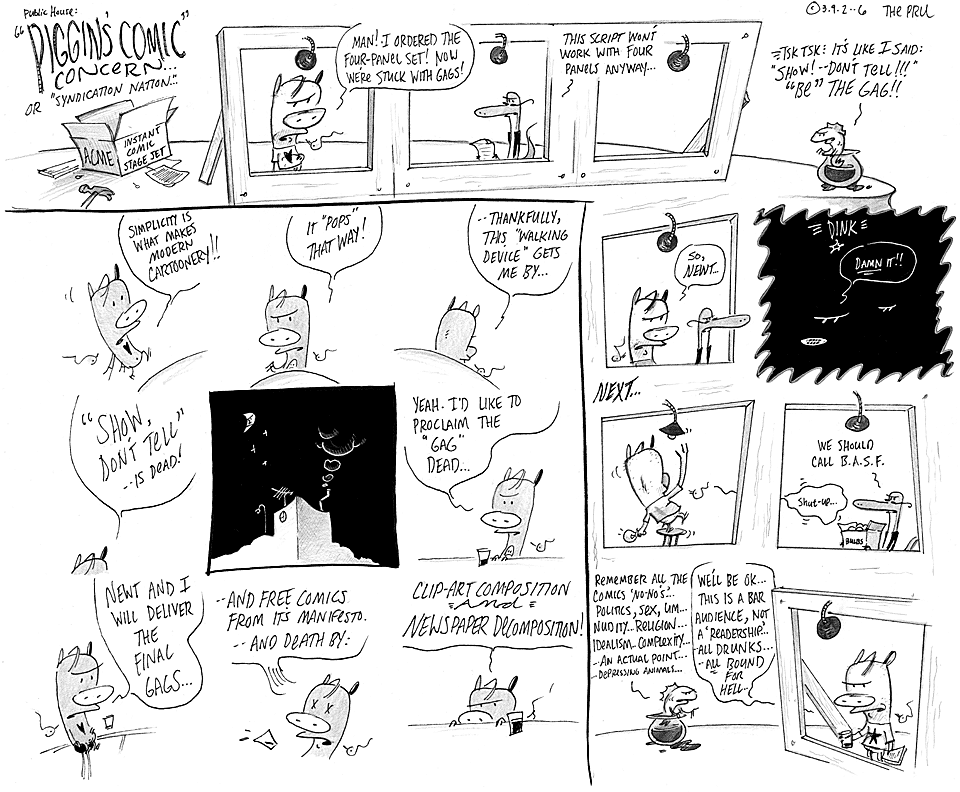 Public House:
"DIGGIN'S COMIC
CONCERN...
OR "SYNDICATION NATION..."
ACME
INSTANT
COMIC
STAGE SET
MAN! I ORDERED THE
FOUR-PANEL SET! NOW
WE'RE STUCK WITH GAGS!
THIS SCRIPT WON'T
WORK WITH FOUR
PANELS ANYWAY...
©3.9.2--6 THE PRU
TSK TSK IT'S LIKE I SAID:
"SHOW!--DON'T TELL!!!"
"BE" THE GAG!!
SIMPLICITY IS
WHAT MAKES
MODERN
CARTOONERY!!
IT "POPS"
THAT WAY!
--THANKFULLY,
THIS "WALKING
DEVICE" GETS
ME BY...
"SHOW,
DON'T TELL"
--IS DEAD!
YEAH. I'D LIKE TO
PROCLAIM THE
"GAG"
DEAD...
NEWT AND I
WILL DELIVER
THE
FINAL
GAGS...
--AND FREE COMICS
FROM ITS MANIFESTO.
--AND DEATH BY:
CLIP-ART COMPOSITION
AND
NEWSPAPER DECOMPOSITION!
SO,
NEWT..
DINK
DAMN IT!!
NEXT...
WE SHOULD
CALL B.A.S.F.
Shut-up...
BULBS
REMEMBER ALL THE
COMICS 'NO-NO'S'...
POLITICS, SEX, UM...
NUDITY...RELIGION...
IDEALISM...COMPLEXITY...
--AN ACTUAL POINT...
--DEPRESSING ANIMALS...
WE'LL BE OK...
THIS IS A BAR
AUDIENCE, NOT
A 'READERSHIP'...
--ALL DRUNKS...
--ALL BOUND
FOR
HELL...